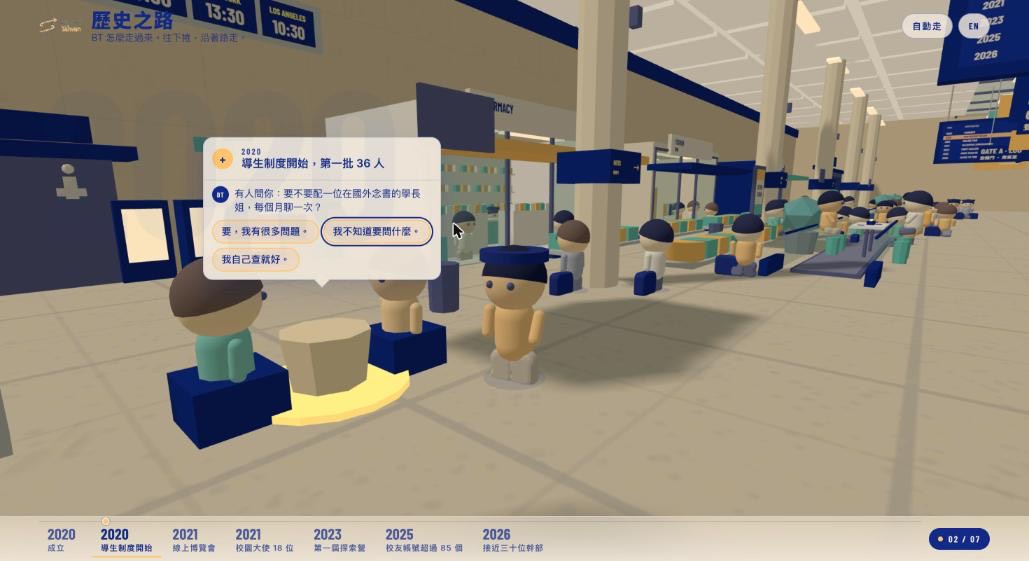 13:30
LOS ANGELES
10:30
Taiwan
歷史之路
BT 怎麼走過來。往下捲，沿著路走。
自動走
EN
2021
2023
2025
2026
GATE A
2020
導生制度開始，第一批 36 人
BT
有人問你：要不要配一位在國外念書的學長
姐，每個月聊一次？
要，我有很多問題。
我不知道要問什麼。
我自己查就好。
2020
成立
2020
導生制度開始
2021
線上博覽會
2021
校園大使 18 位
2023
第一屆探索營
2025
校友帳號超過 85 個
2026
接近三十位幹部
02 / 07